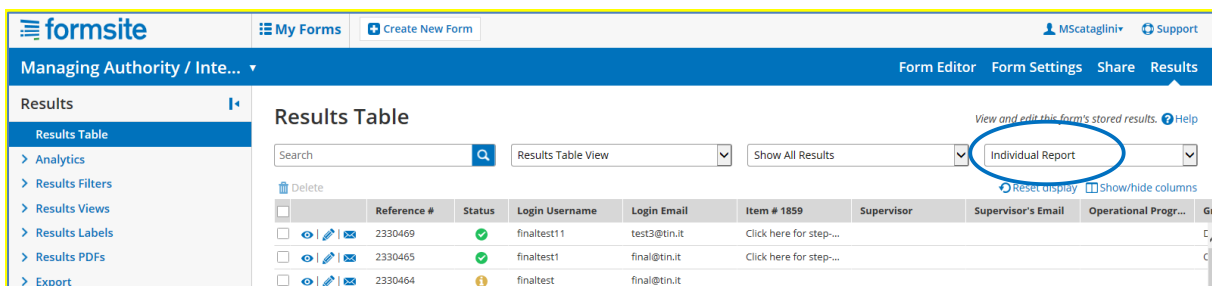 formsite My Forms Create New Form MScataglini Support
Managing Authority / Inte... Form Editor Form Settings Share Results
Results
Results Table
Analytics
Results Filters
Results Views
Results Labels
Results PDFs
Export
Results Table View and edit this form's stored results. Help
Search Results Table View Show All Results Individual Report
Delete Reset display Show/hide columns
Reference # Status Login Username Login Email Item # 1859 Supervisor Supervisor's Email Operational Progr...
2330469 finaltest11 test3@tin.it Click here for step-...
2330465 finaltest1 final@tin.it Click here for step-...
2330464 finaltest final@tin.it